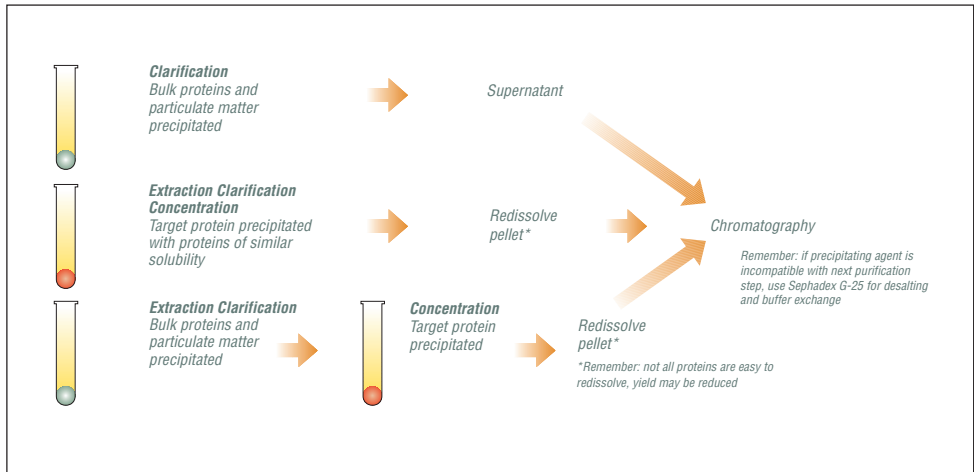 Clarification
Bulk proteins and
particulate matter
precipitated
Supernatant
Extraction Clarification
Concentration
Target protein precipitated
with proteins of similar
solubility
Redissolve
pellet*
Chromatography
Remember: if precipitating agent is
incompatible with next purification
step, use Sephadex G-25 for desalting
and buffer exchange
Extraction Clarification
Bulk proteins and
particulate matter
precipitated
Concentration
Target protein
precipitated
Redissolve
pellet*
*Remember: not all proteins are easy to
redissolve, yield may be reduced